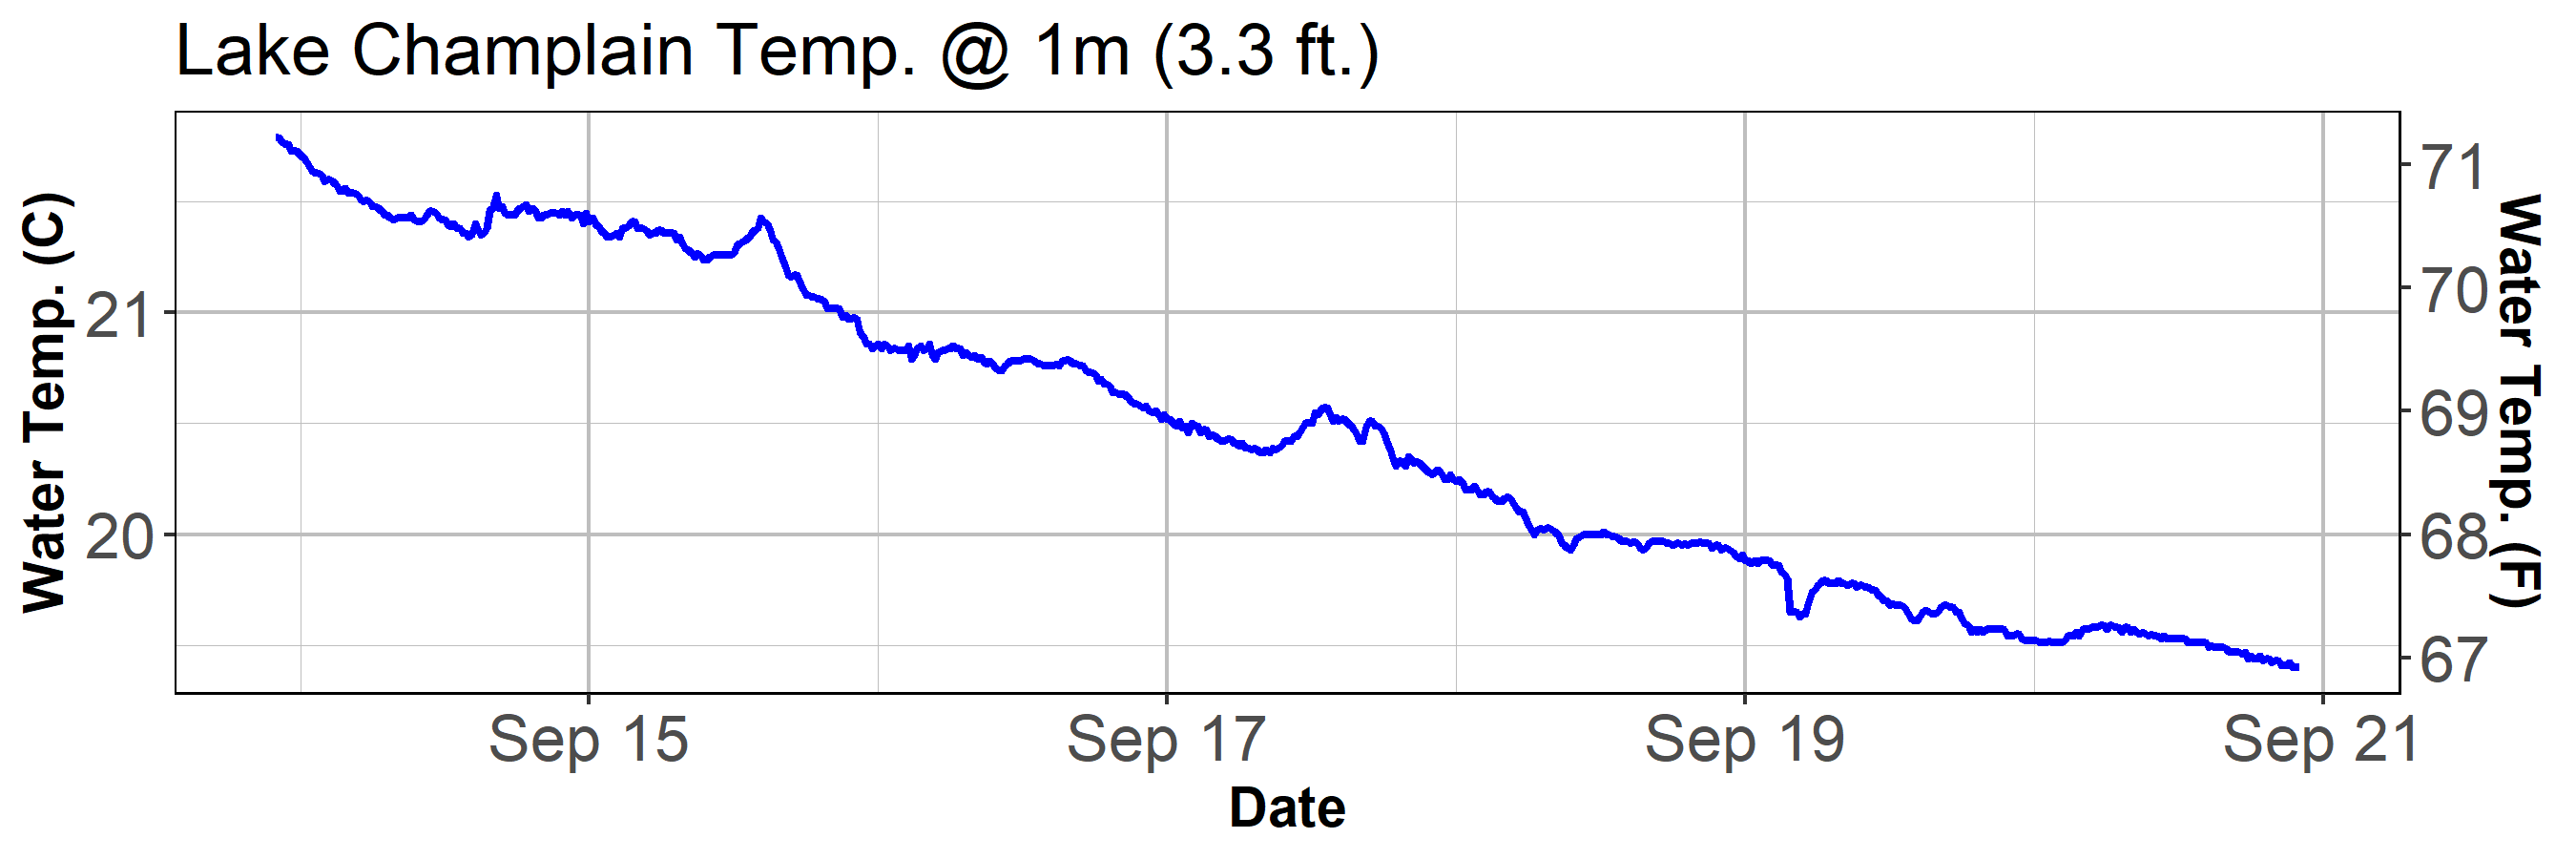 Lake Champlain Temp. @ 1m (3.3 ft.)
Water Temp. (C)
21
20
71
70
69
68
67
Water Temp. (F)
Sep 15
Sep 17
Sep 19
Sep 21
Date